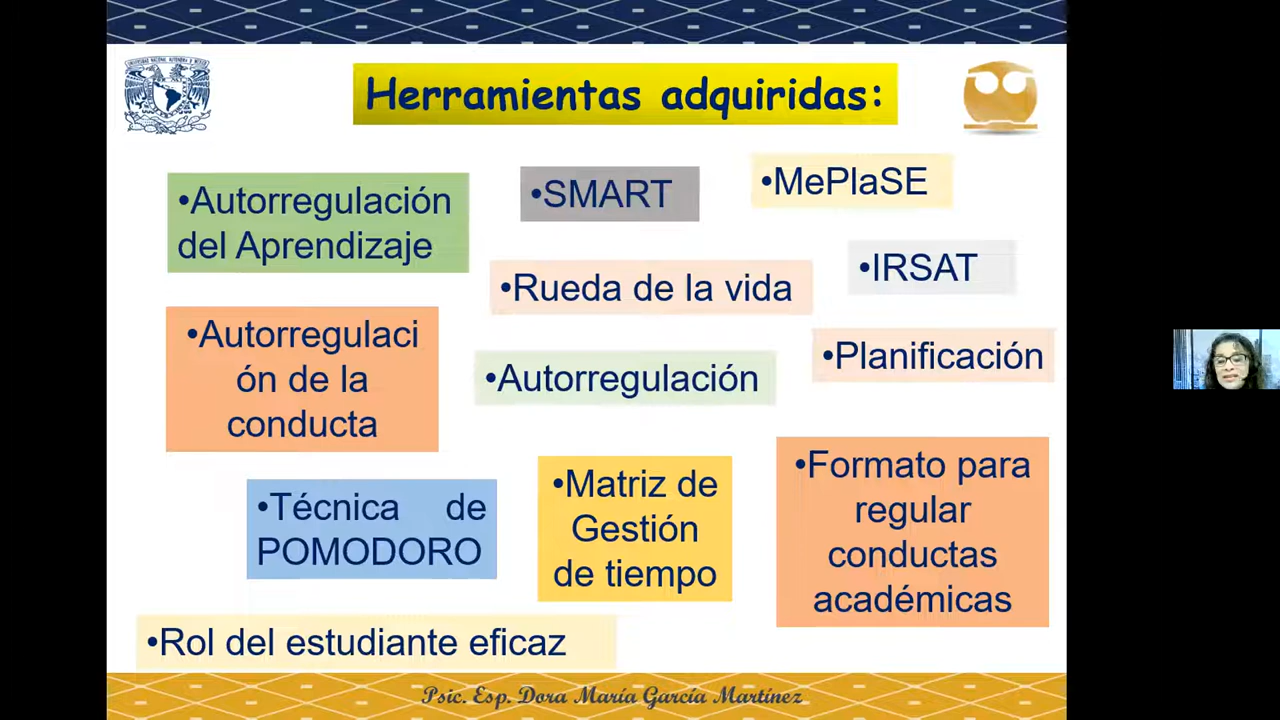 Herramientas adquiridas:
•Autorregulación
del Aprendizaje
•SMART
•MePlaSE
•Rueda de la vida
•IRSAT
•Autorregulaci
ón de la
conducta
•Autorregulación
•Planificación
•Técnica de
POMODORO
•Matriz de
Gestión
de tiempo
•Formato para
regular
conductas
académicas
•Rol del estudiante eficaz
Psic. Esp. Dora María García Martínez